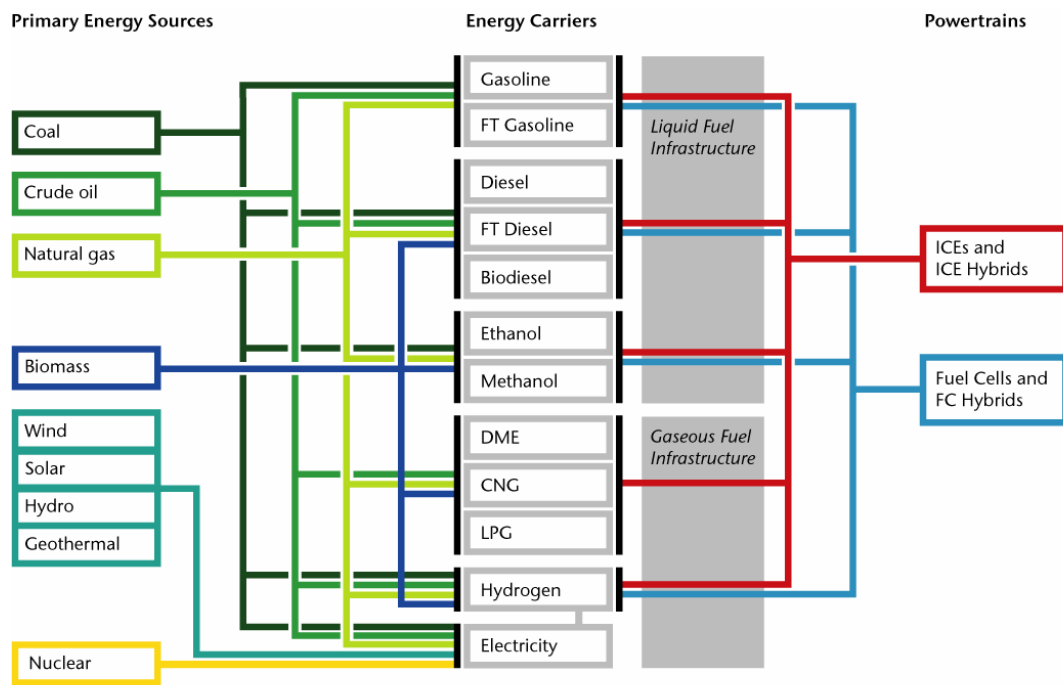 Primary Energy Sources
Energy Carriers
Powertrains
Coal
Crude oil
Natural gas
Biomass
Wind
Solar
Hydro
Geothermal
Nuclear
Gasoline
FT Gasoline
Diesel
FT Diesel
Biodiesel
Ethanol
Methanol
DME
CNG
LPG
Hydrogen
Electricity
Liquid Fuel
Infrastructure
Gaseous Fuel
Infrastructure
ICEs and
ICE Hybrids
Fuel Cells and
FC Hybrids